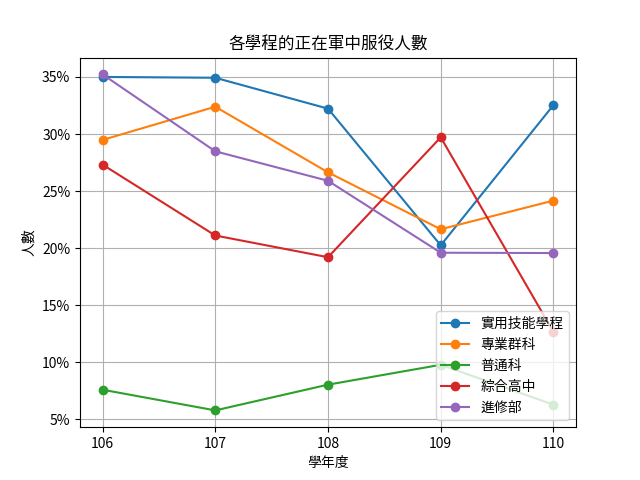 各學程的正在軍中服役人數
人數
35%
30%
25%
20%
15%
10%
5%
106 107 108 109 110
學年度
實用技能學程
專業群科
普通科
綜合高中
進修部